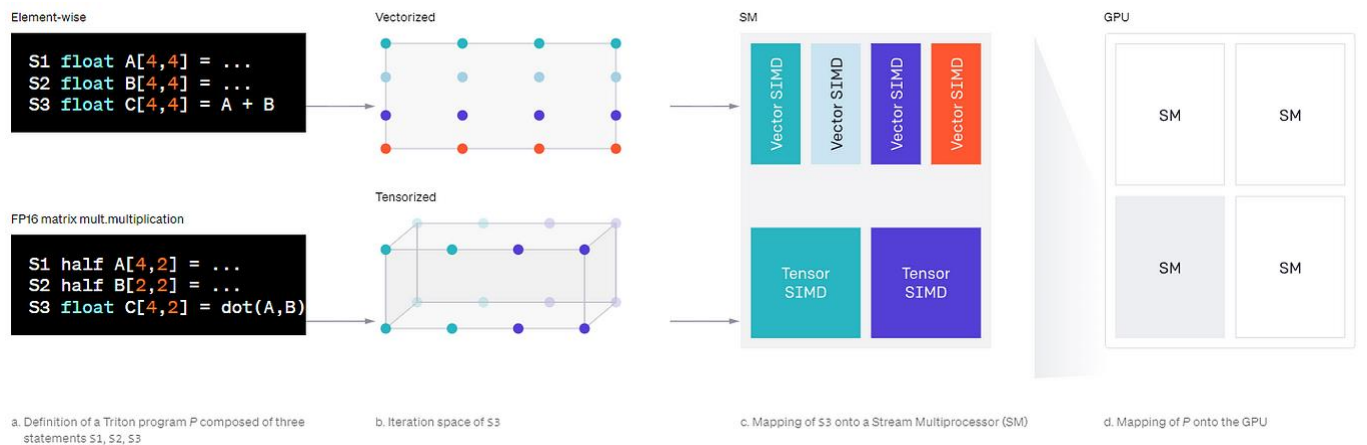 Element-wise
S1 float A[4,4] = ...
S2 float B[4,4] = ...
S3 float C[4,4] = A + B
Vectorized
SM
Vector SIMD
Vector SIMD
Vector SIMD
Vector SIMD
GPU
SM
SM
FP16 matrix mult.multiplication
S1 half A[4,2] = ...
S2 half B[2,2] = ...
S3 float C[4,2] = dot(A,B)
Tensorized
Tensor
SIMD
Tensor
SIMD
SM
SM
a. Definition of a Triton program P composed of three
statements S1, S2, S3
b. Iteration space of S3
c. Mapping of S3 onto a Stream Multiprocessor (SM)
d. Mapping of P onto the GPU